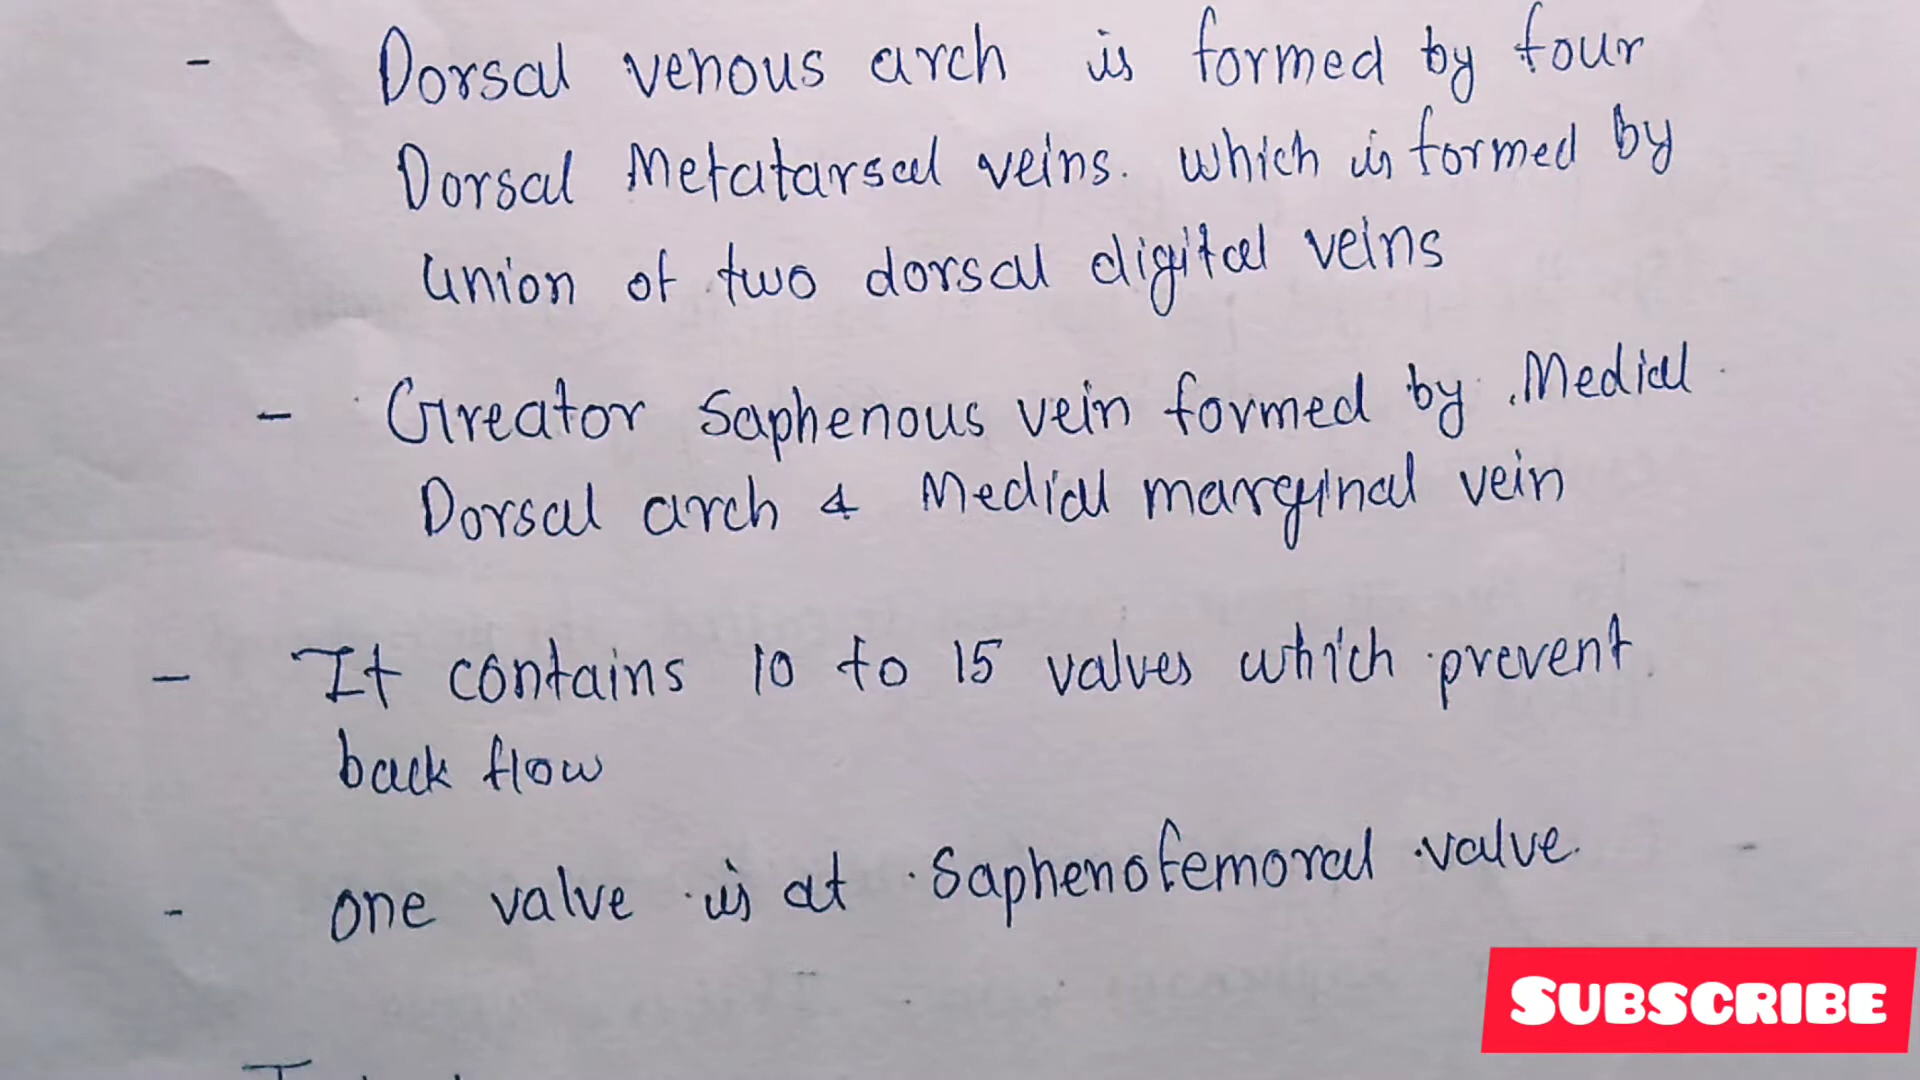 - Dorsal venous arch is formed by four
Dorsal Metatarsal veins. which is formed by
union of two dorsal digital veins
- Greator saphenous vein formed by Medial
Dorsal arch & Medial marginal vein
- It contains 10 to 15 valves which prevent
back flow
- one valve is at saphenofemoral valve.
SUBSCRIBE